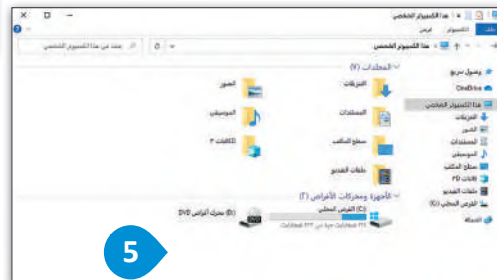 هذا الكمبيوتر الشخصي
ملف
الكمبيوتر
عرض
هذا الكمبيوتر الشخصي
بحث في هذا الكمبيوتر الشخصي
وصول سريع
OneDrive
هذا الكمبيوتر الشخصي
التنزيلات
الصور
المستندات
الموسيقى
سطح المكتب
كائنات ٣D
ملفات الفيديو
القرص المحلي (C:)
الشبكة
المجلدات (٧)
التنزيلات
الصور
المستندات
الموسيقى
سطح المكتب
الكائنات ٣
ملفات الفيديو
الأجهزة ومحركات الأقراص (٢)
القرص المحلي (C:)
محرك أقراص DVD (D:)
5